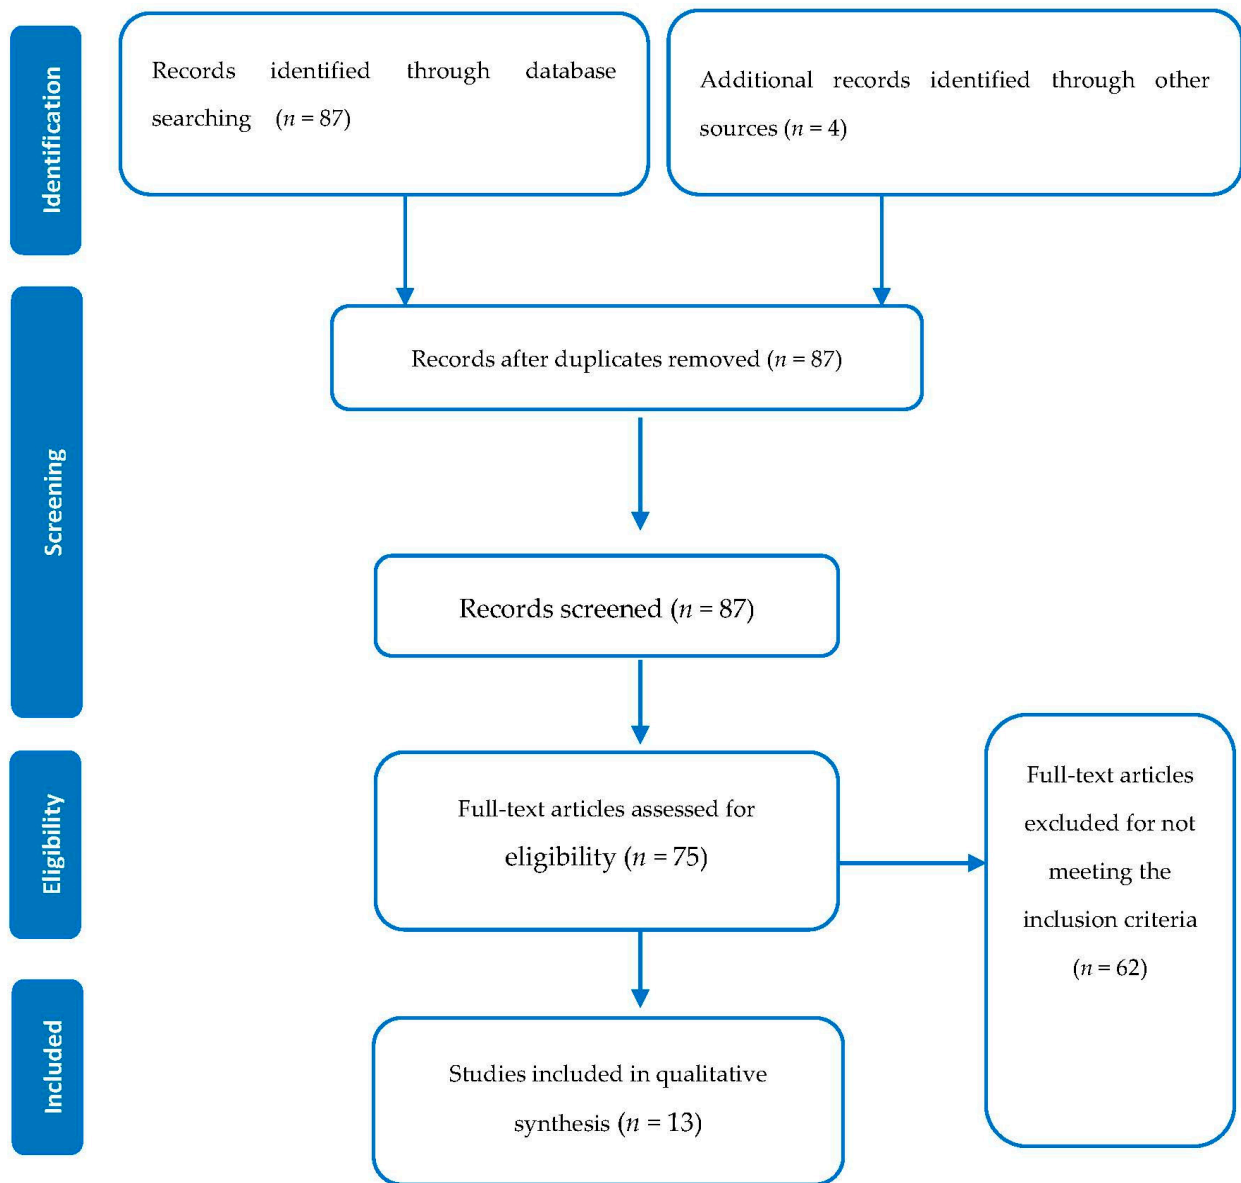 Identification
Records identified through database
searching (n = 87)
Additional records identified through other
sources (n = 4)
Screening
Records after duplicates removed (n = 87)
Records screened (n = 87)
Eligibility
Full-text articles assessed for
eligibility (n = 75)
Full-text articles
excluded for not
meeting the
inclusion criteria
(n = 62)
Included
Studies included in qualitative
synthesis (n = 13)